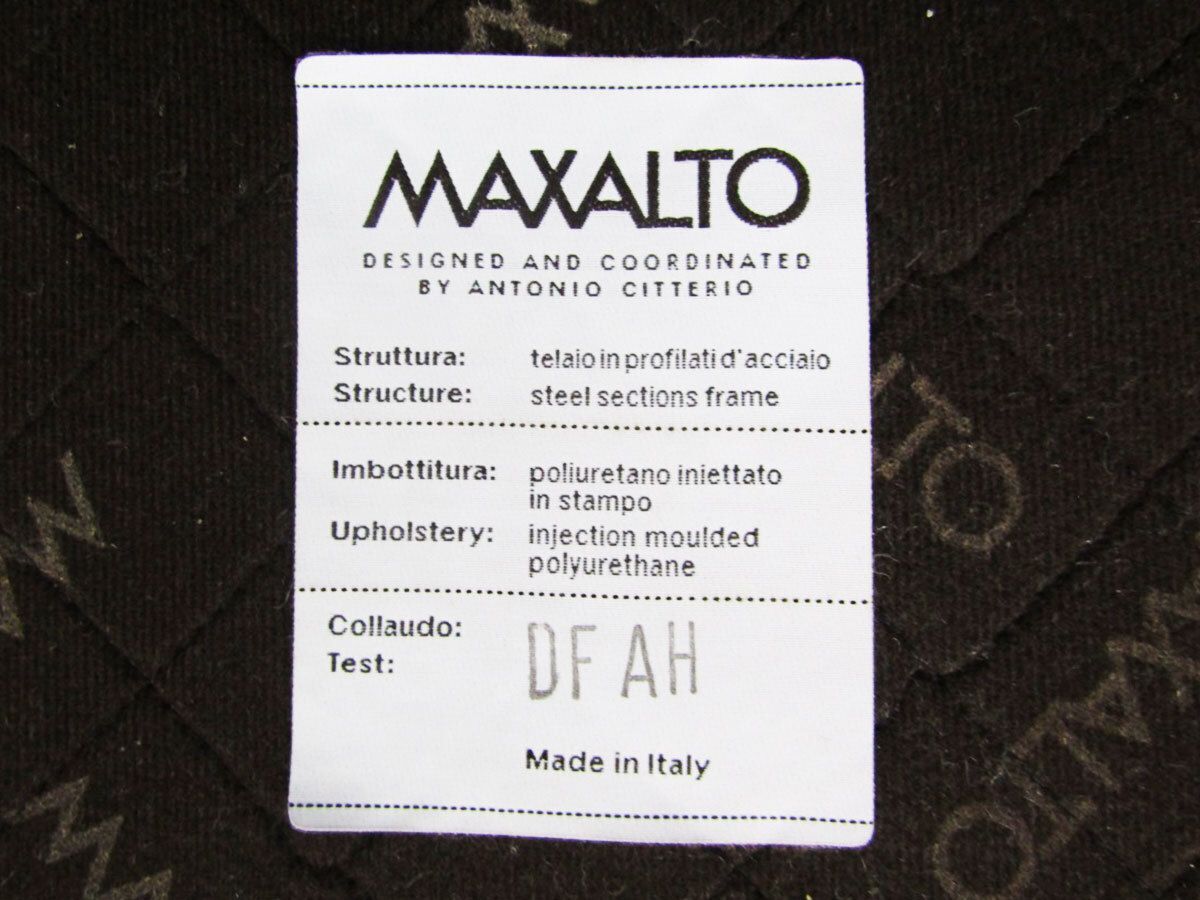 MAXALTO
DESIGNED AND COORDINATED
BY ANTONIO CITTERIO
Struttura: telaio in profilati d'acciaio
Structure: steel sections frame
Imbottitura: poliuretano iniettato
in stampo
Upholstery: injection moulded
polyurethane
Collaudo: DF AH
Test:
Made in Italy